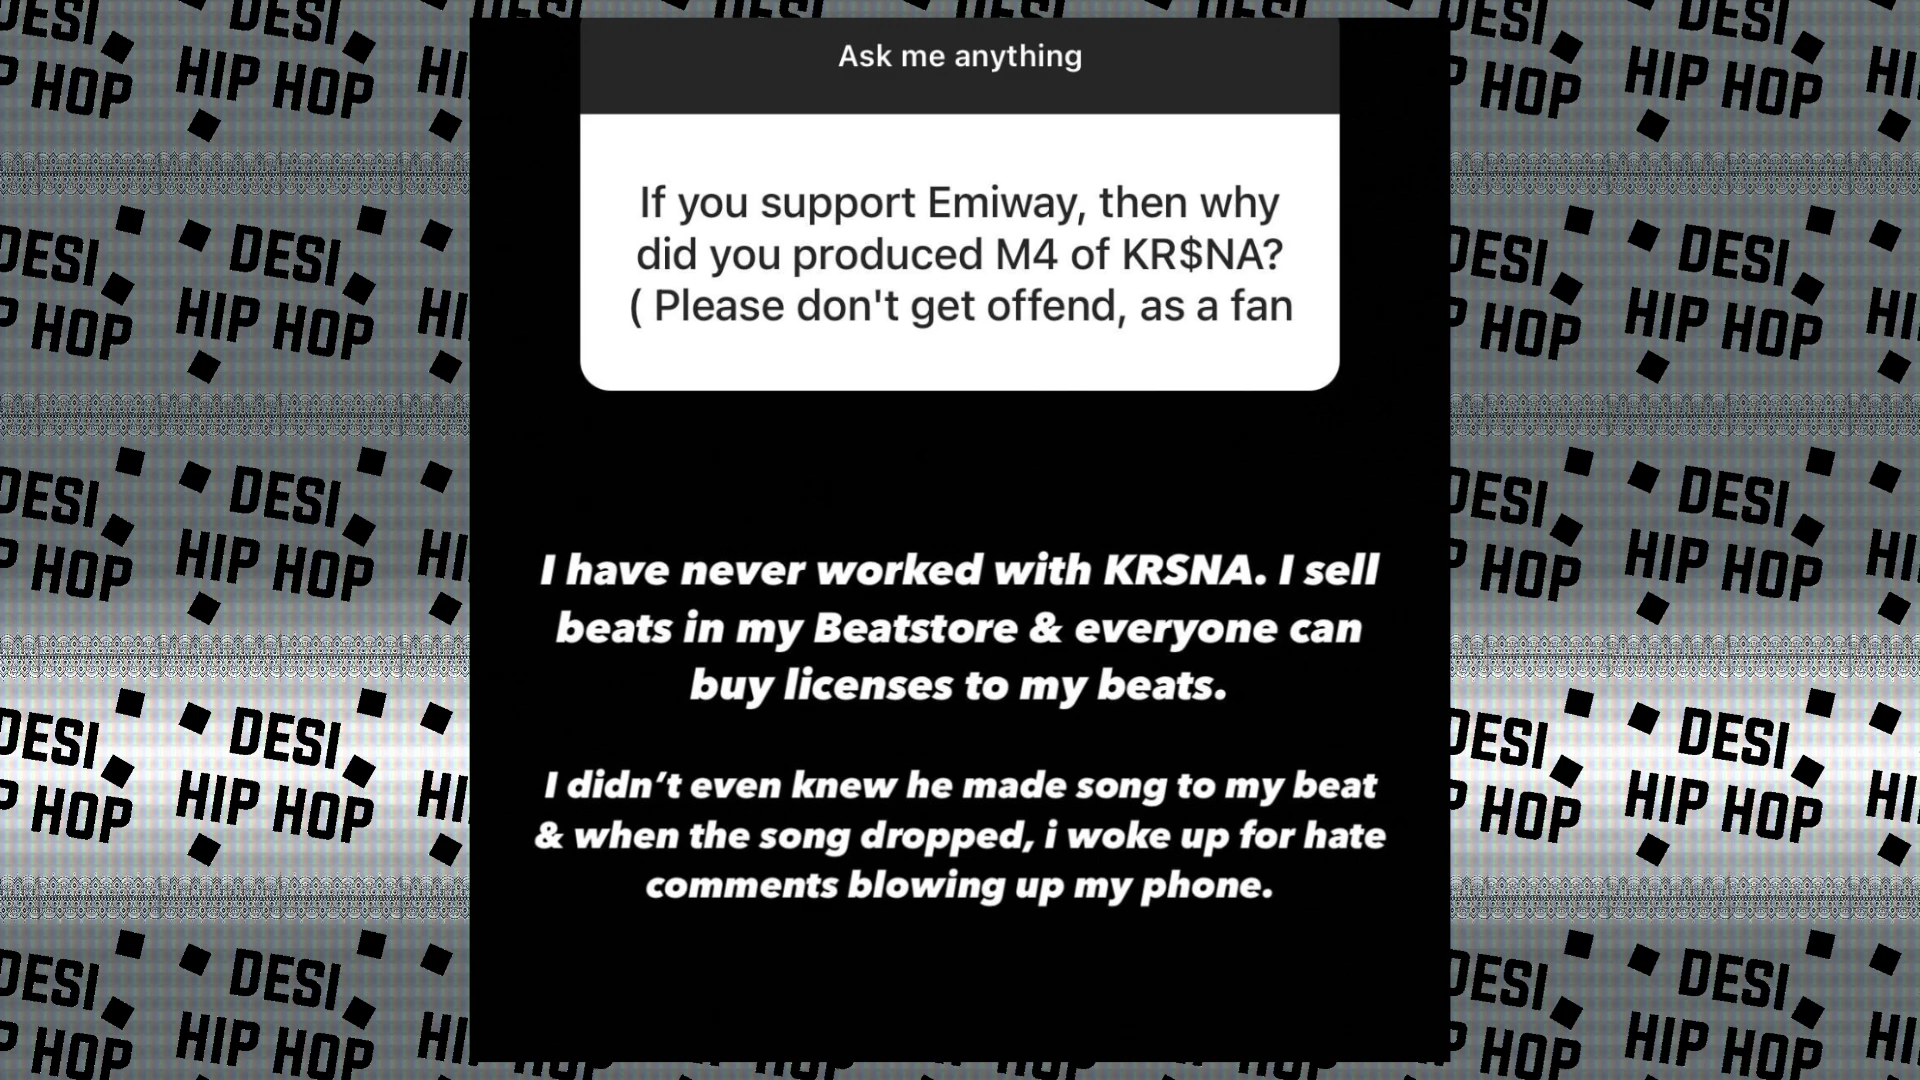 Ask me anything
If you support Emiway, then why
did you produced M4 of KR$NA?
( Please don't get offend, as a fan
I have never worked with KRSNA. I sell
beats in my Beatstore & everyone can
buy licenses to my beats.
I didn’t even knew he made song to my beat
& when the song dropped, i woke up for hate
comments blowing up my phone.
DESI
HIP HOP